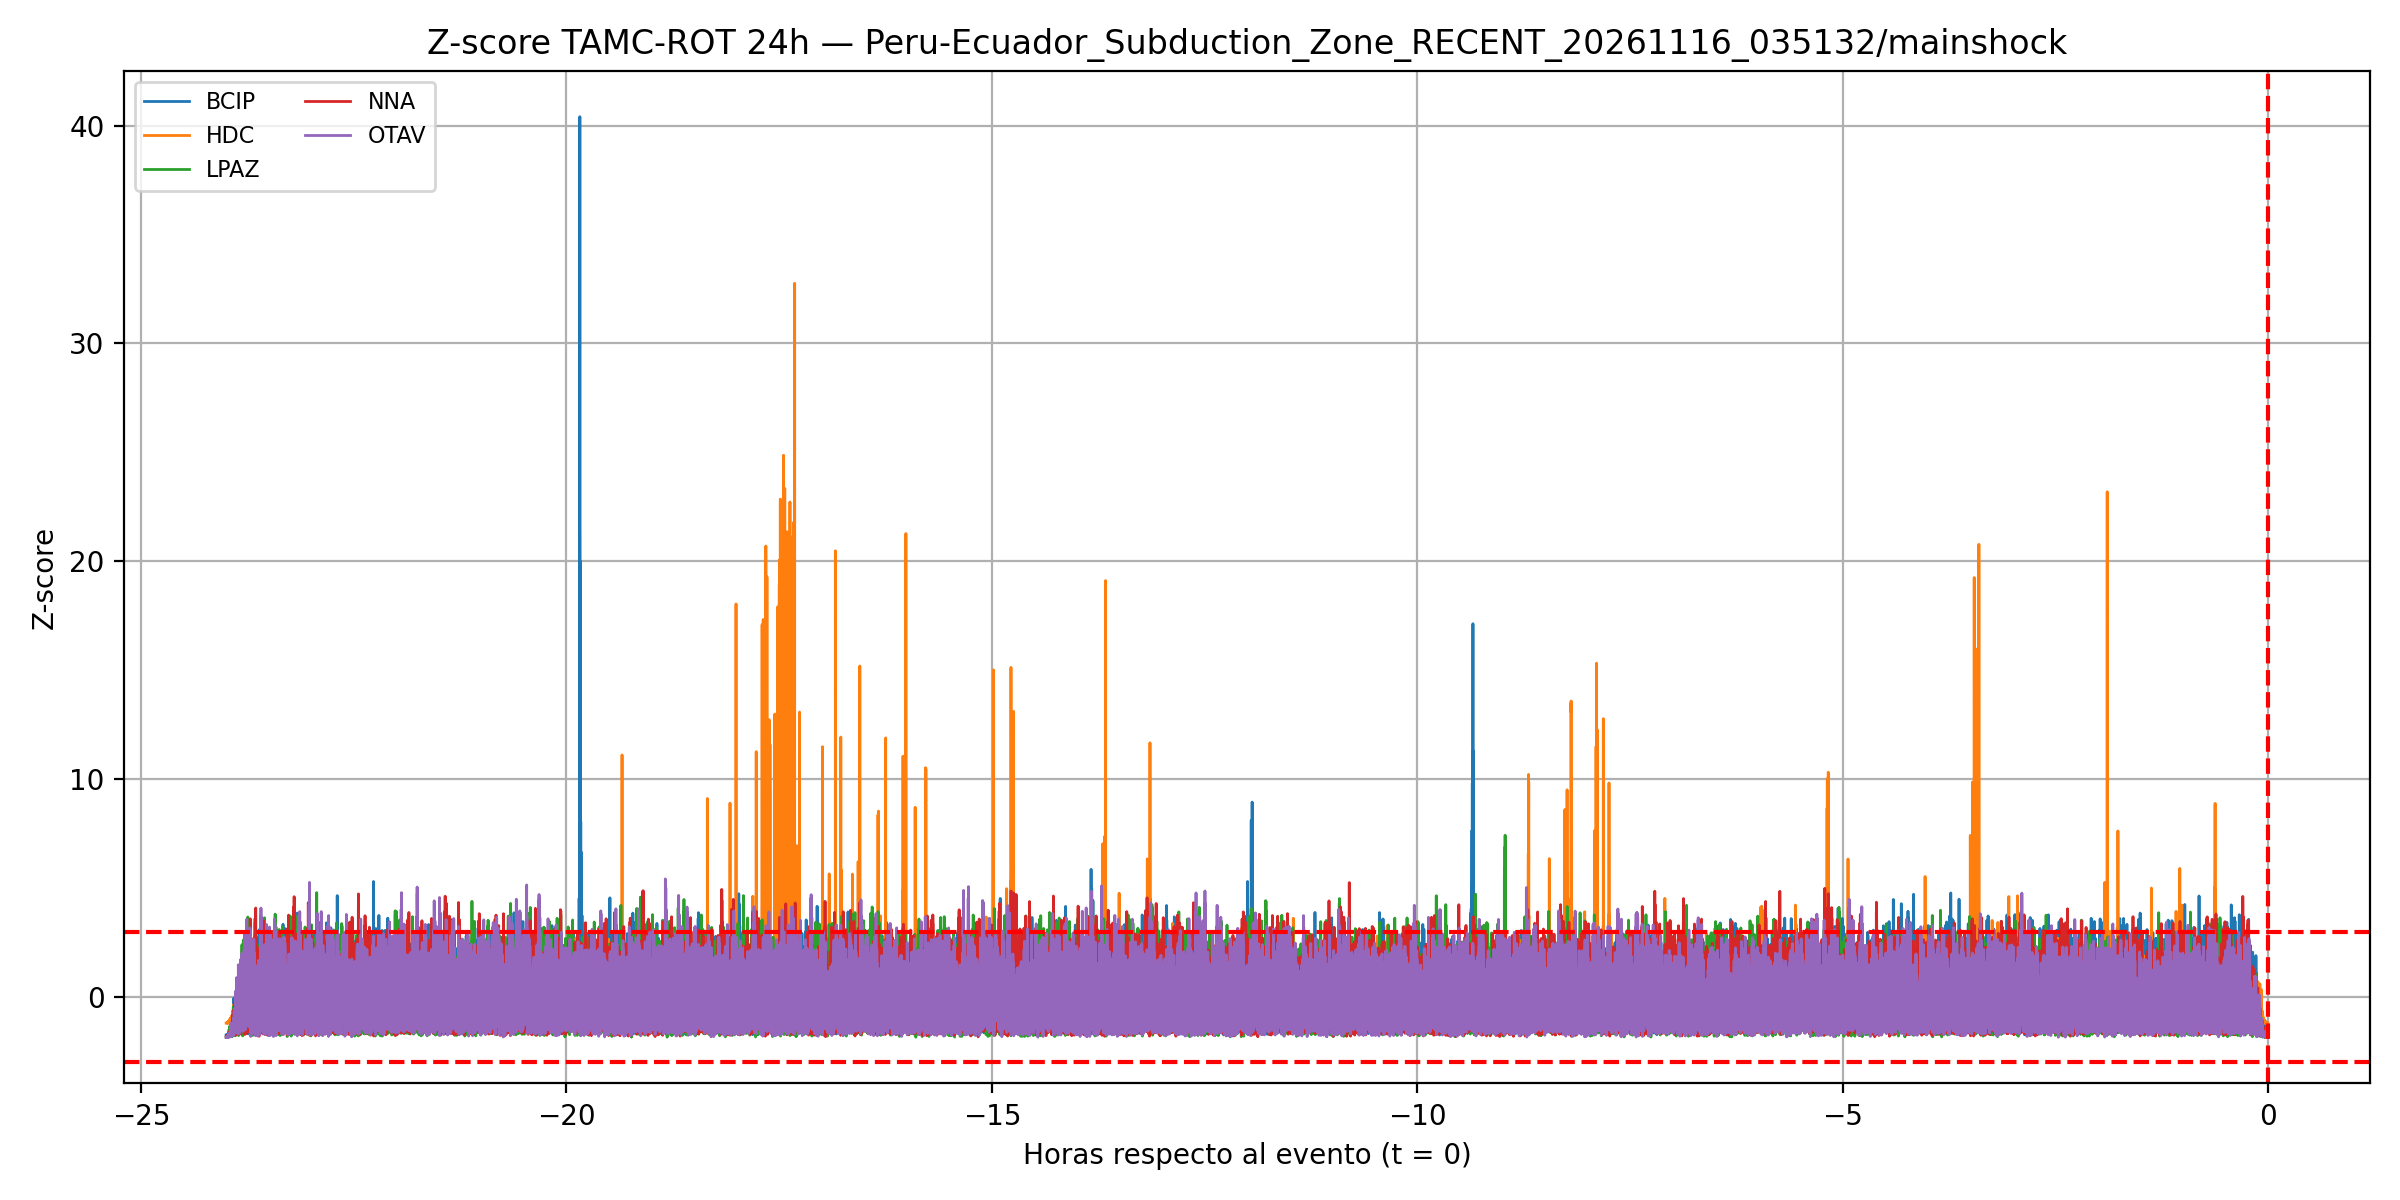 Z-score TAMC-ROT 24h — Peru-Ecuador_Subduction_Zone_RECENT_20261116_035132/mainshock
BCIP
HDC
LPAZ
NNA
OTAV
40
30
20
10
0
Z-score
−25
−20
−15
−10
−5
0
Horas respecto al evento (t = 0)